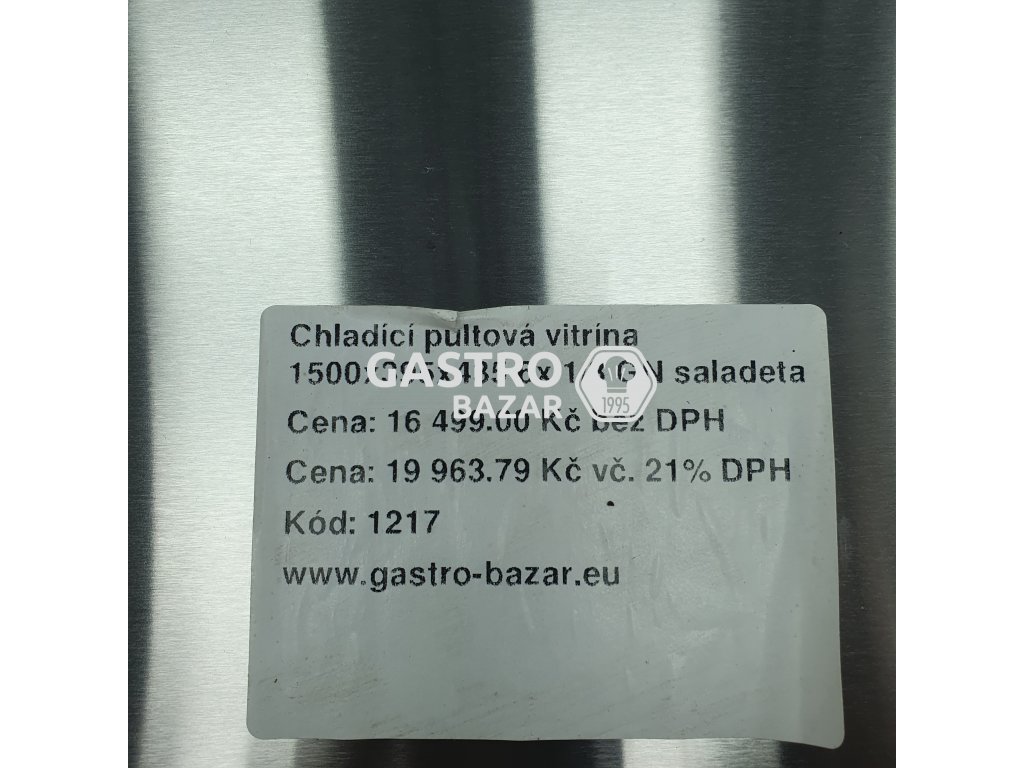 Chladící pultová vitrína
saladeta
GASTRO
BAZAR
1995
Cena: 16 499.00 Kč bez DPH
Cena: 19 963.79 Kč vč. 21% DPH
Kód: 1217
www.gastro-bazar.eu